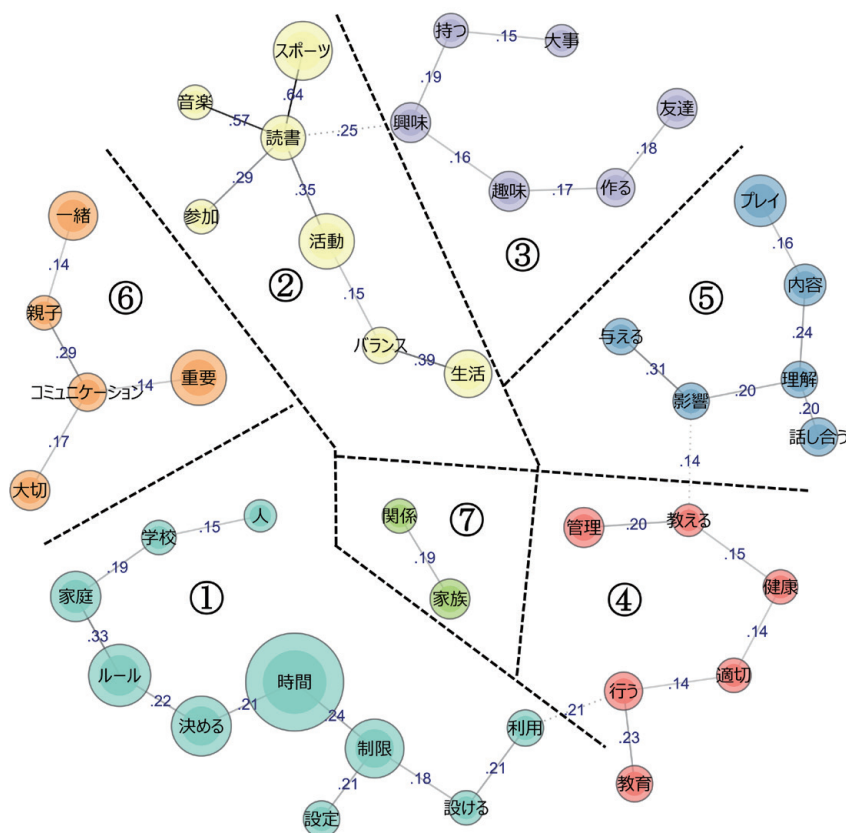 スポーツ
.64
音楽
.57
読書
.25
.29
.35
参加
活動
②
.15
バランス
.39
生活
持つ
.15
大事
.19
興味
.16
趣味
.17
作る
.18
友達
③
プレイ
.16
内容
⑤
.24
与える
.31
影響
.20
理解
.20
話し合う
.14
一緒
.14
⑥
親子
.29
コミュニケーション
.14
重要
.17
大切
学校
.15
人
.19
家庭
①
.33
ルール
.22
決める
.21
時間
.24
制限
.21
設定
.18
設ける
.21
利用
.21
関係
⑦
.19
家族
管理
.20
教える
.15
健康
④
.14
適切
.14
行う
.23
教育